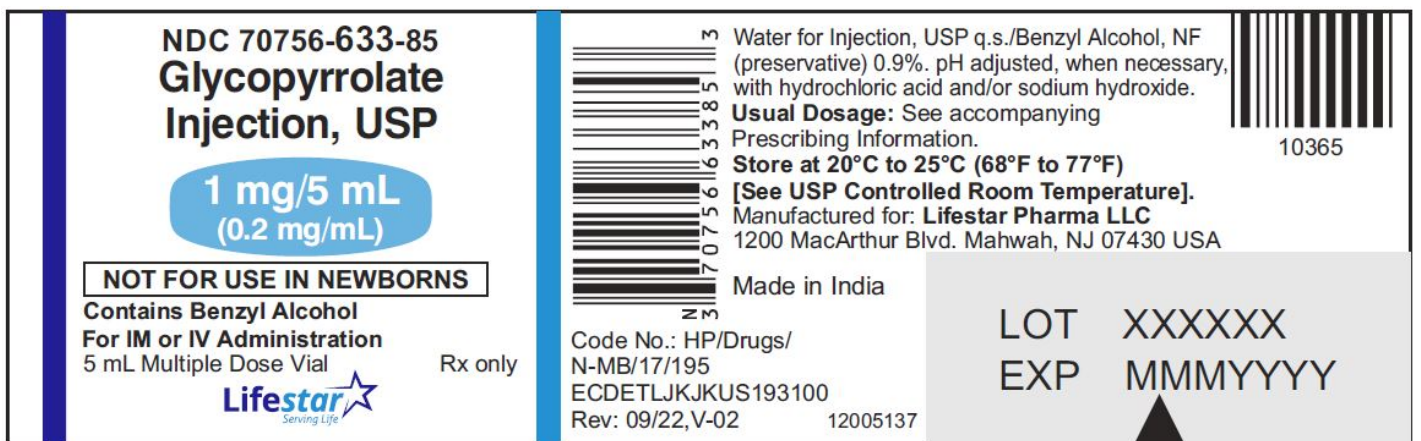 NDC 70756-633-85
Glycopyrrolate
Injection, USP
1 mg/5 mL
(0.2 mg/mL)
NOT FOR USE IN NEWBORNS
Contains Benzyl Alcohol
For IM or IV Administration
5 mL Multiple Dose Vial Rx only
Lifestar
Serving Life
N
3 70756 63385 3
Code No.: HP/Drugs/
N-MB/17/195
ECDETLJKJKUS193100
Rev: 09/22,V-02 12005137
Water for Injection, USP q.s./Benzyl Alcohol, NF
(preservative) 0.9%. pH adjusted, when necessary,
with hydrochloric acid and/or sodium hydroxide.
Usual Dosage: See accompanying
Prescribing Information.
Store at 20°C to 25°C (68°F to 77°F)
[See USP Controlled Room Temperature].
Manufactured for: Lifestar Pharma LLC
1200 MacArthur Blvd. Mahwah, NJ 07430 USA
Made in India
10365
LOT XXXXXX
EXP MMMYYYY